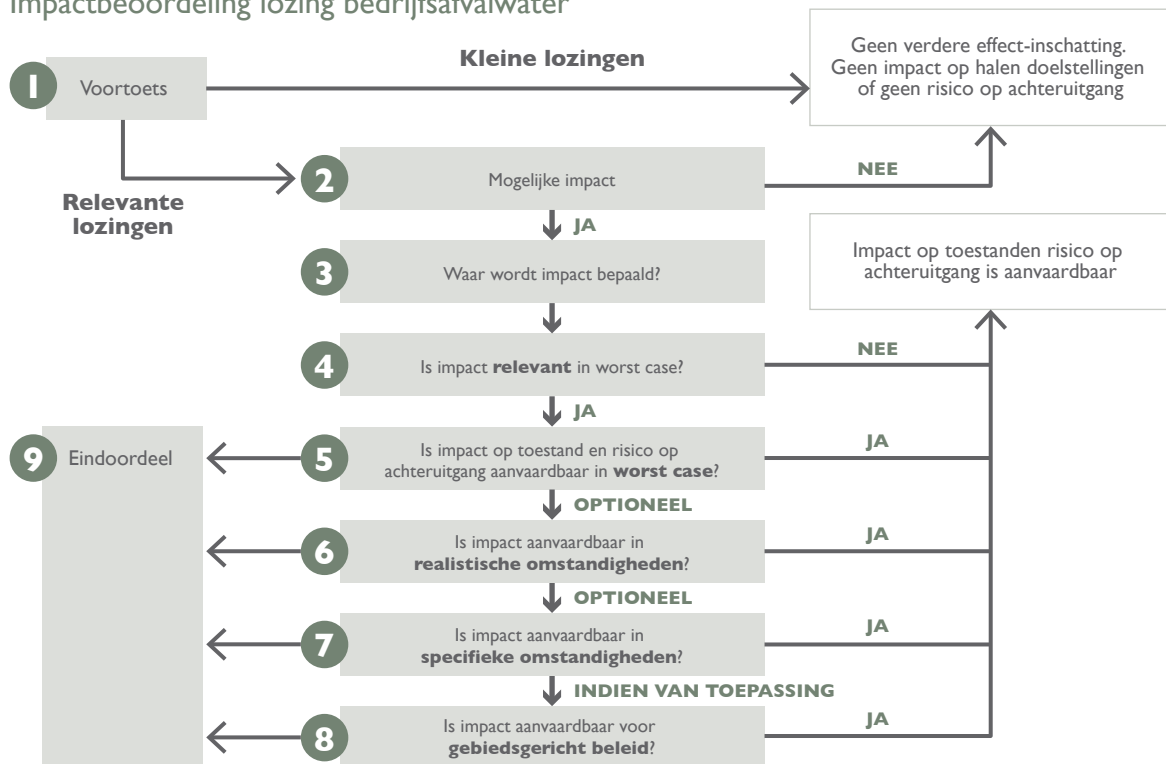 Impactbeoordeling lozing bedrijfsafvalwater
1
Voortoets
Kleine lozingen
Geen verdere effect-inschatting.
Geen impact op halen doelstellingen
of geen risico op achteruitgang
Relevante
lozingen
2
Mogelijke impact
NEE
JA
3
Waar wordt impact bepaald?
Impact op toestanden risico op
achteruitgang is aanvaardbaar
4
Is impact relevant in worst case?
NEE
JA
9
Eindoordeel
5
Is impact op toestand en risico op
achteruitgang aanvaardbaar in worst case?
JA
OPTIONEEL
6
Is impact aanvaardbaar in
realistische omstandigheden?
JA
OPTIONEEL
7
Is impact aanvaardbaar in
specifieke omstandigheden?
JA
INDIEN VAN TOEPASSING
8
Is impact aanvaardbaar voor
gebiedsgericht beleid?
JA